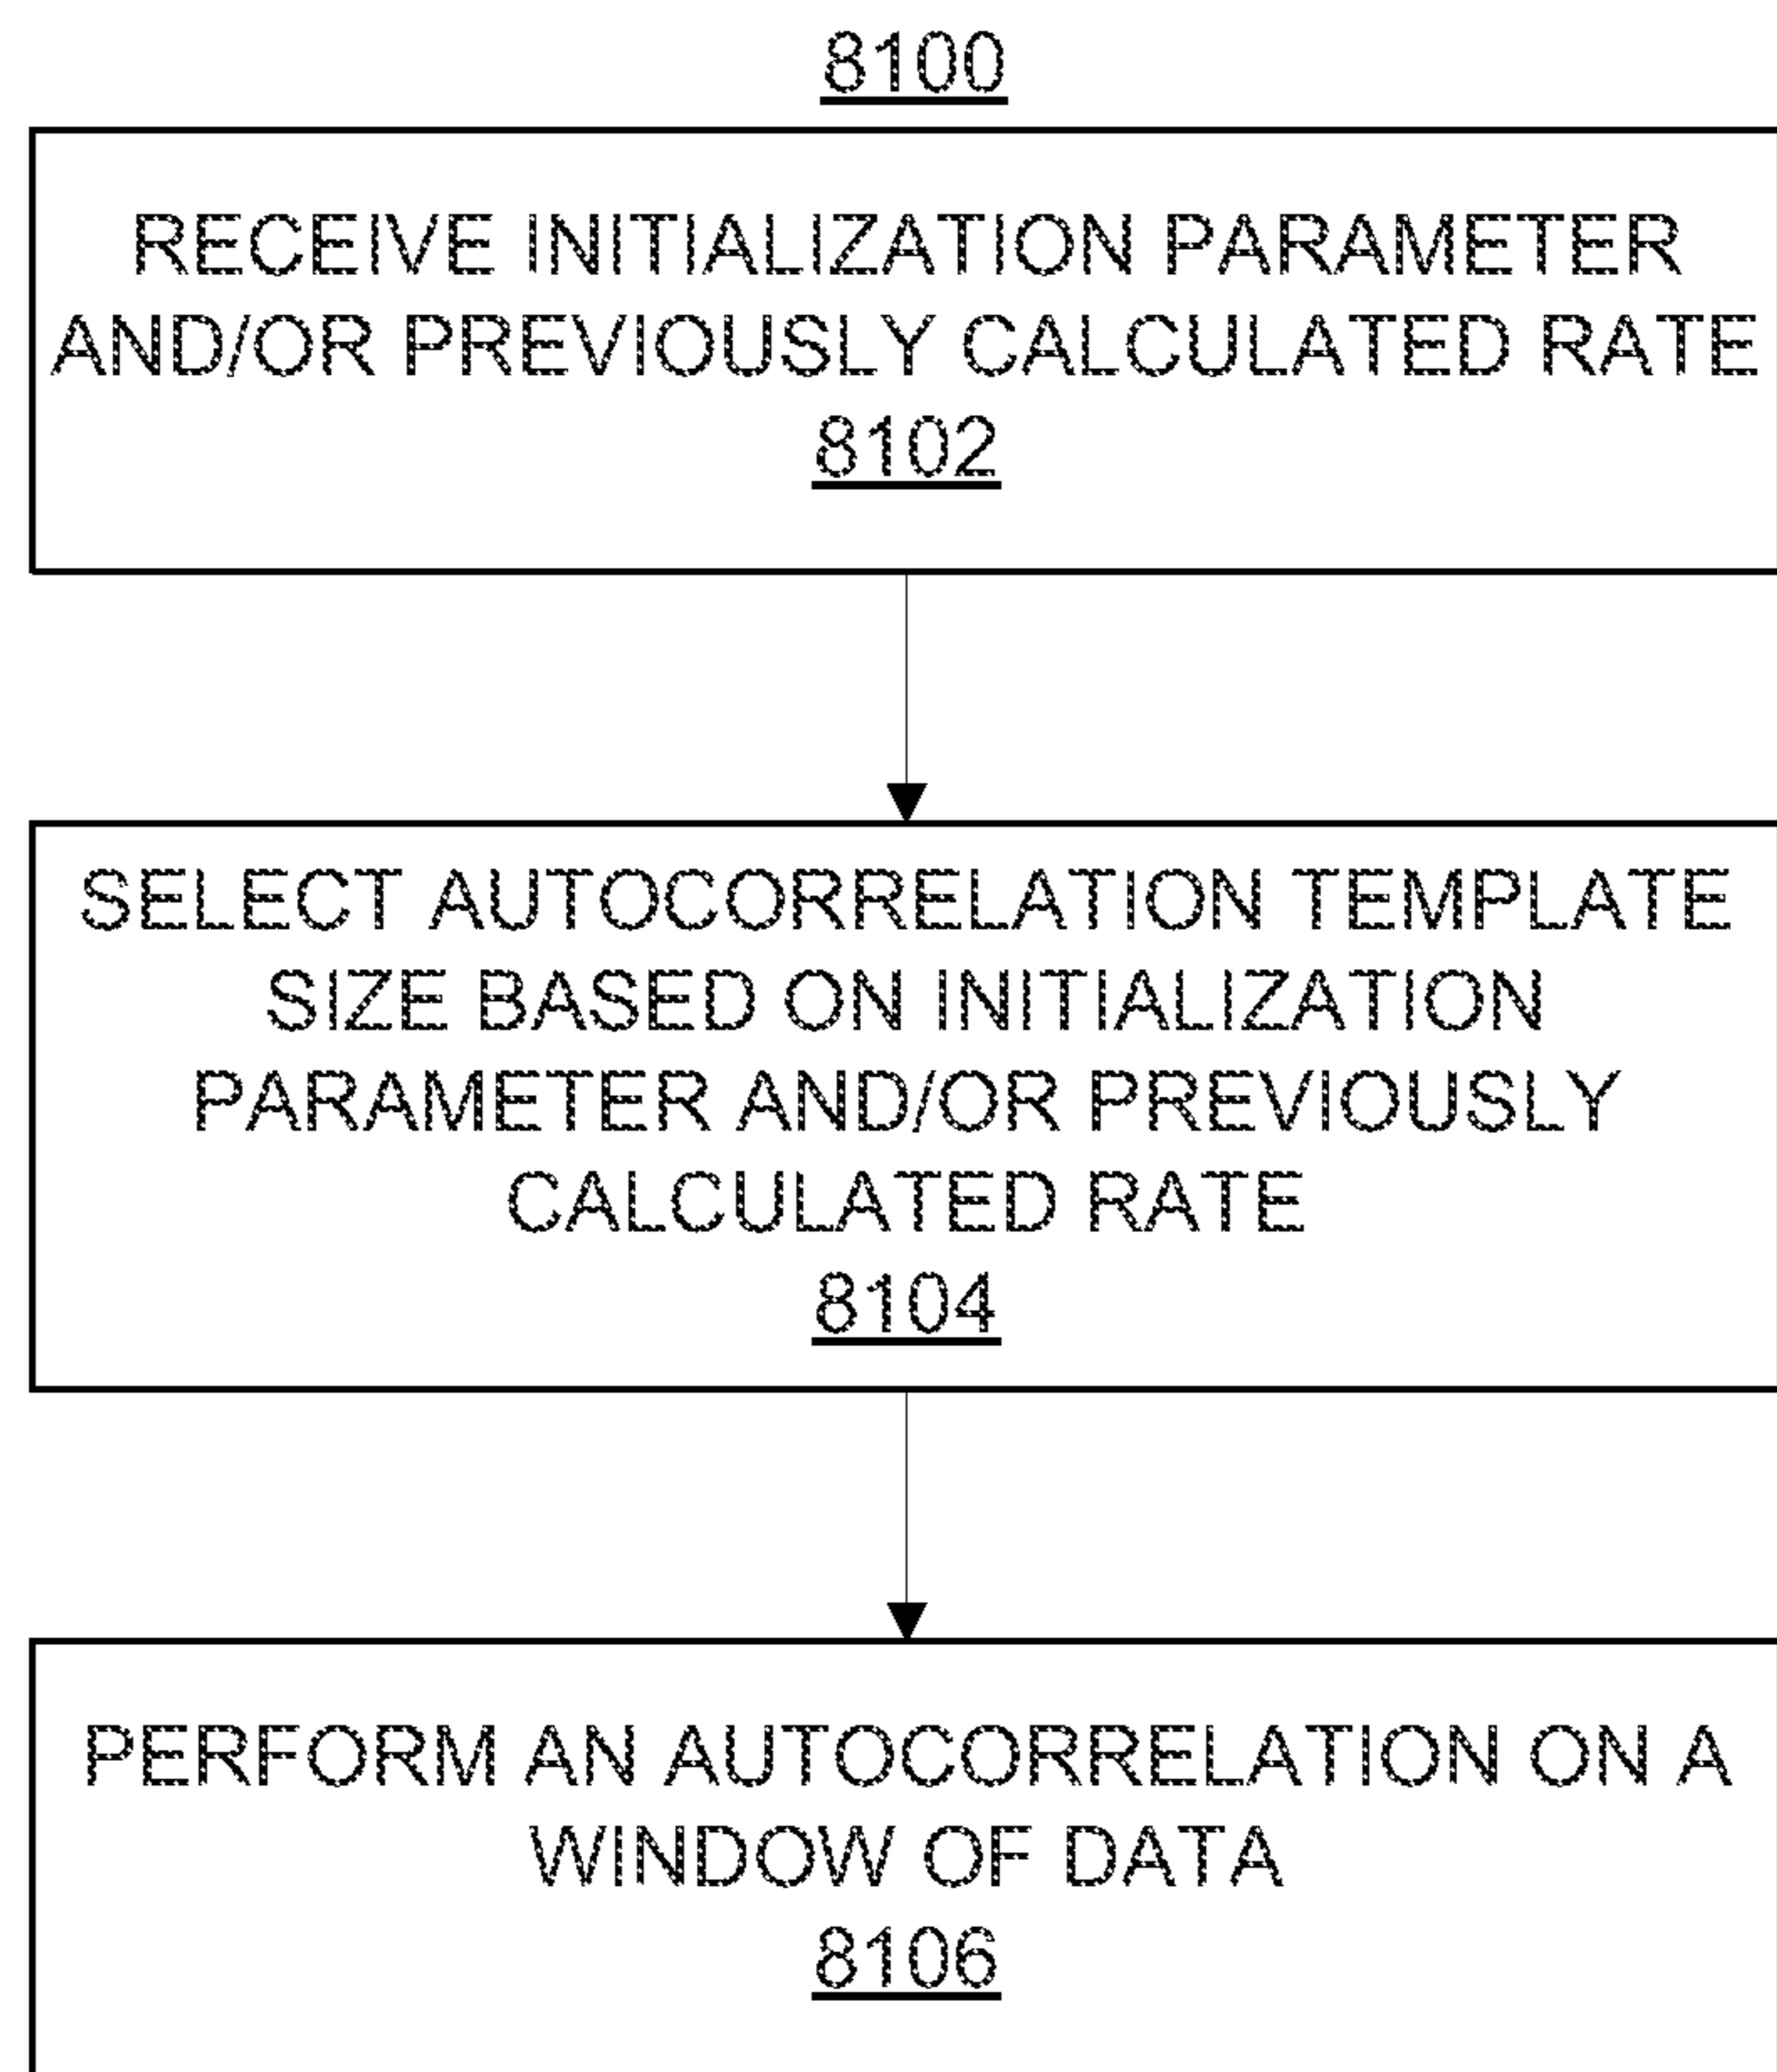 8100
RECEIVE INITIALIZATION PARAMETER
AND/OR PREVIOUSLY CALCULATED RATE
8102
SELECT AUTOCORRELATION TEMPLATE
SIZE BASED ON INITIALIZATION
PARAMETER AND/OR PREVIOUSLY
CALCULATED RATE
8104
PERFORM AN AUTOCORRELATION ON A
WINDOW OF DATA
8106